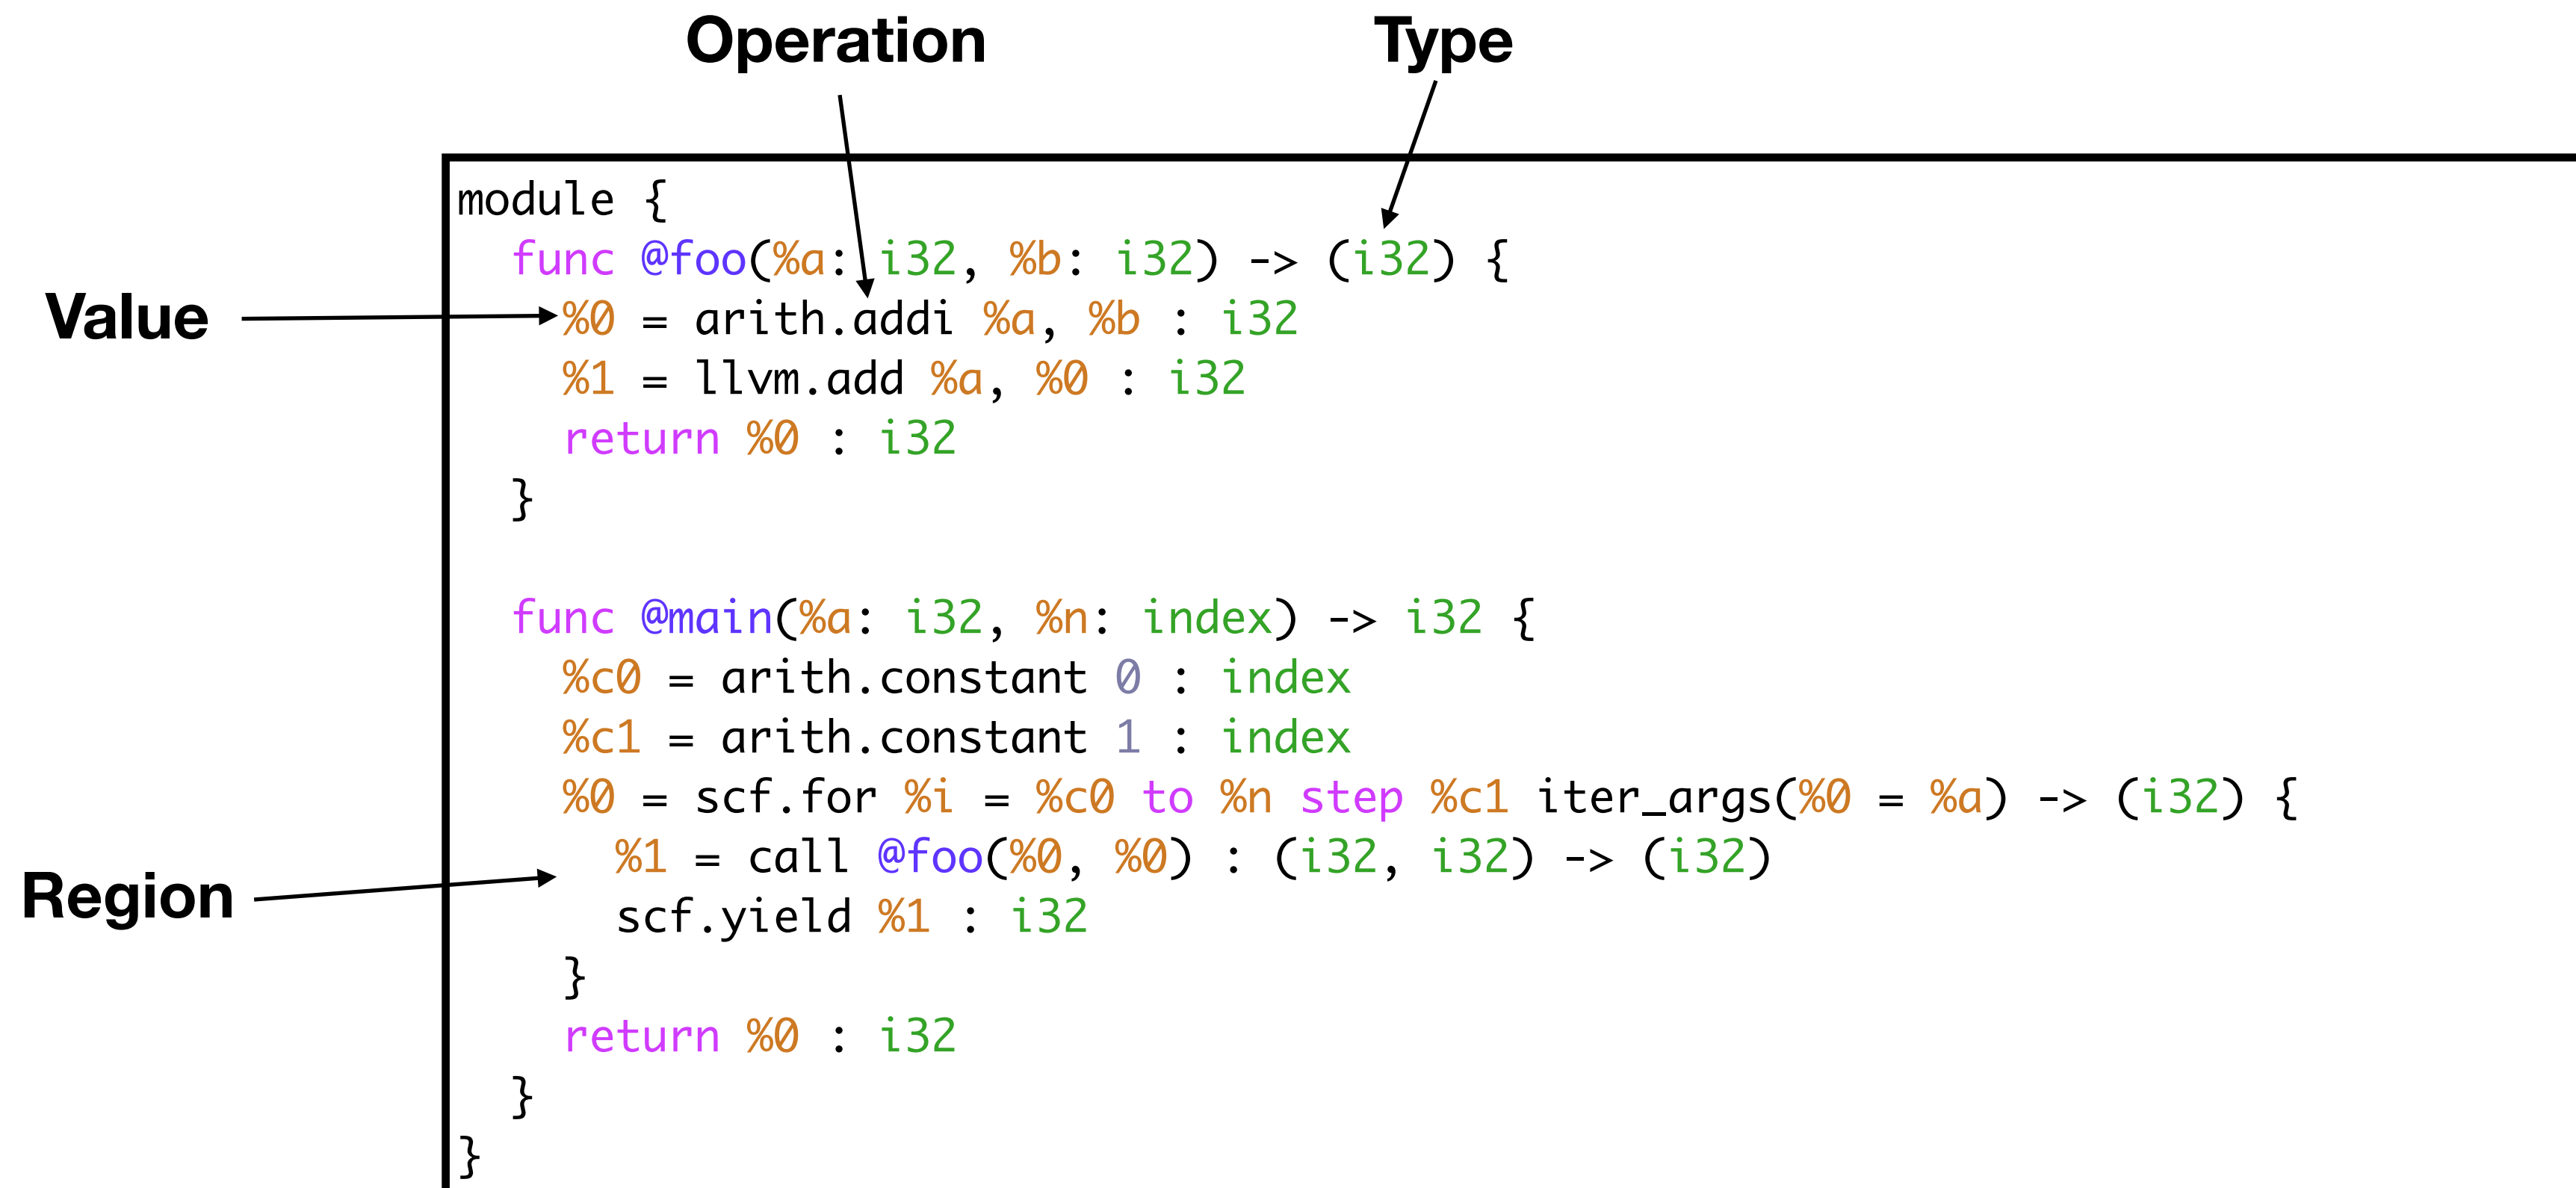 Operation Type
module {
  func @foo(%a: i32, %b: i32) -> (i32) {
Value
    %0 = arith.addi %a, %b : i32
    %1 = llvm.add %a, %0 : i32
    return %0 : i32
  }
  func @main(%a: i32, %n: index) -> i32 {
    %c0 = arith.constant 0 : index
    %c1 = arith.constant 1 : index
    %0 = scf.for %i = %c0 to %n step %c1 iter_args(%0 = %a) -> (i32) {
      %1 = call @foo(%0, %0) : (i32, i32) -> (i32)
Region
      scf.yield %1 : i32
    }
    return %0 : i32
  }
}